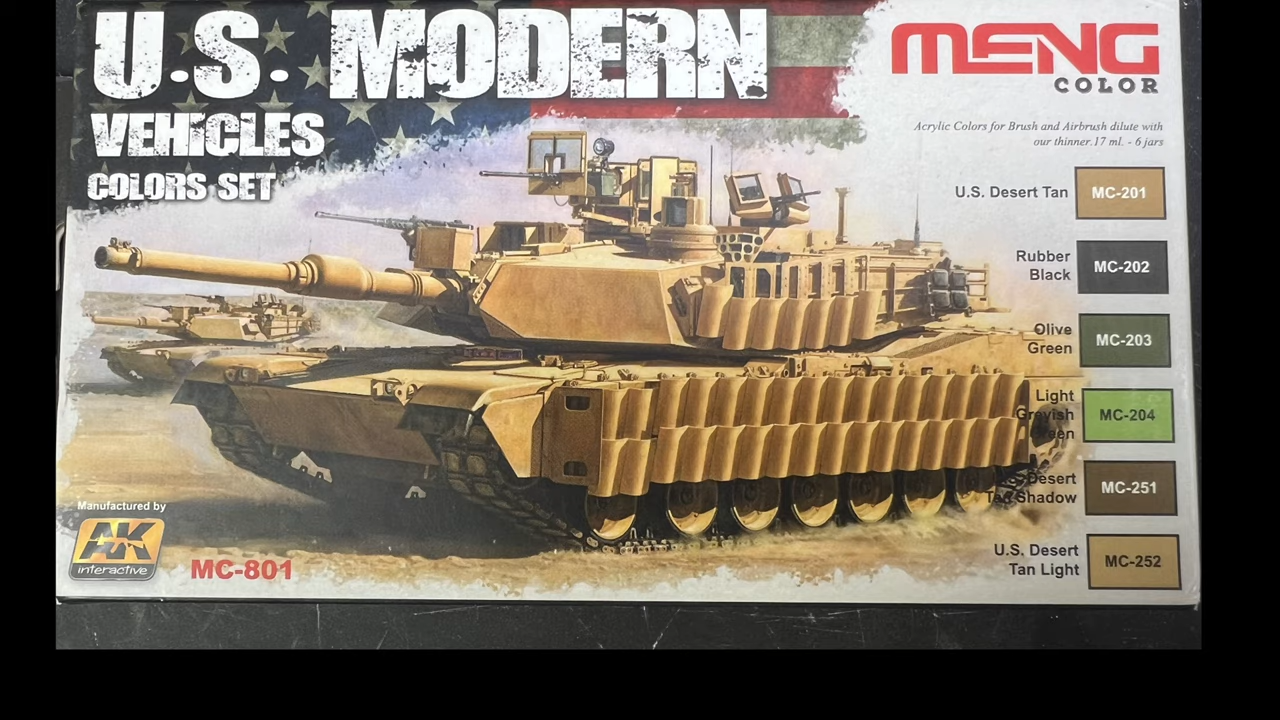 U.S. MODERN
VEHICLES
COLORS SET
MENG
COLOR
Acrylic Colors for Brush and Airbrush dilute with
our thinner.17 ml. - 6 jars
U.S. Desert Tan
MC-201
Rubber
Black
MC-202
Olive
Green
MC-203
Light
Greyish
MC-204
Desert
Tan Shadow
MC-251
U.S. Desert
Tan Light
MC-252
Manufactured by
AK
interactive
MC-801